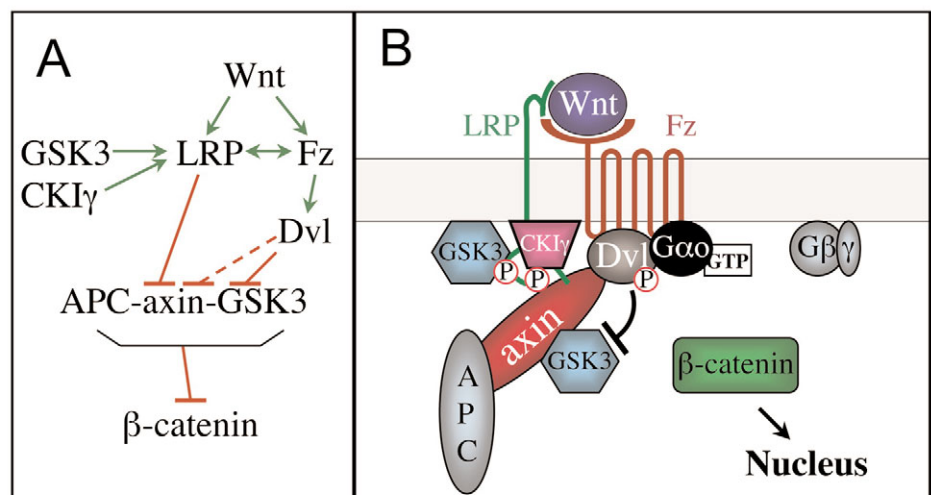 A
Wnt
GSK3
LRP
Fz
CKIγ
Dvl
APC-axin-GSK3
β-catenin
B
Wnt
LRP
Fz
GSK3
CKIγ
Dvl
Gαo
GTP
Gβ γ
P
P
P
axin
GSK3
APC
β-catenin
Nucleus